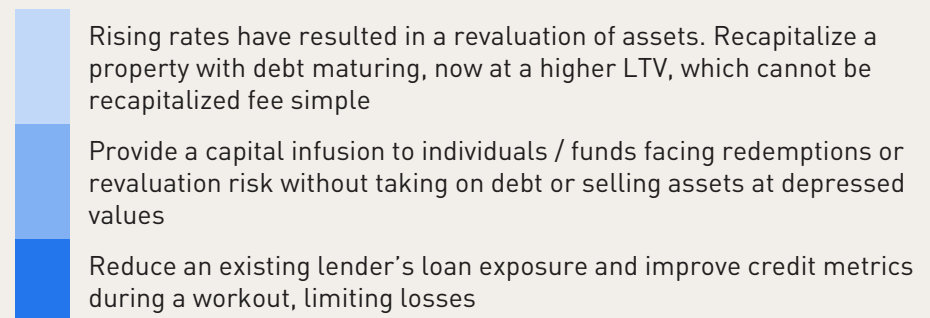 Rising rates have resulted in a revaluation of assets. Recapitalize a
property with debt maturing, now at a higher LTV, which cannot be
recapitalized fee simple
Provide a capital infusion to individuals / funds facing redemptions or
revaluation risk without taking on debt or selling assets at depressed
values
Reduce an existing lender's loan exposure and improve credit metrics
during a workout, limiting losses